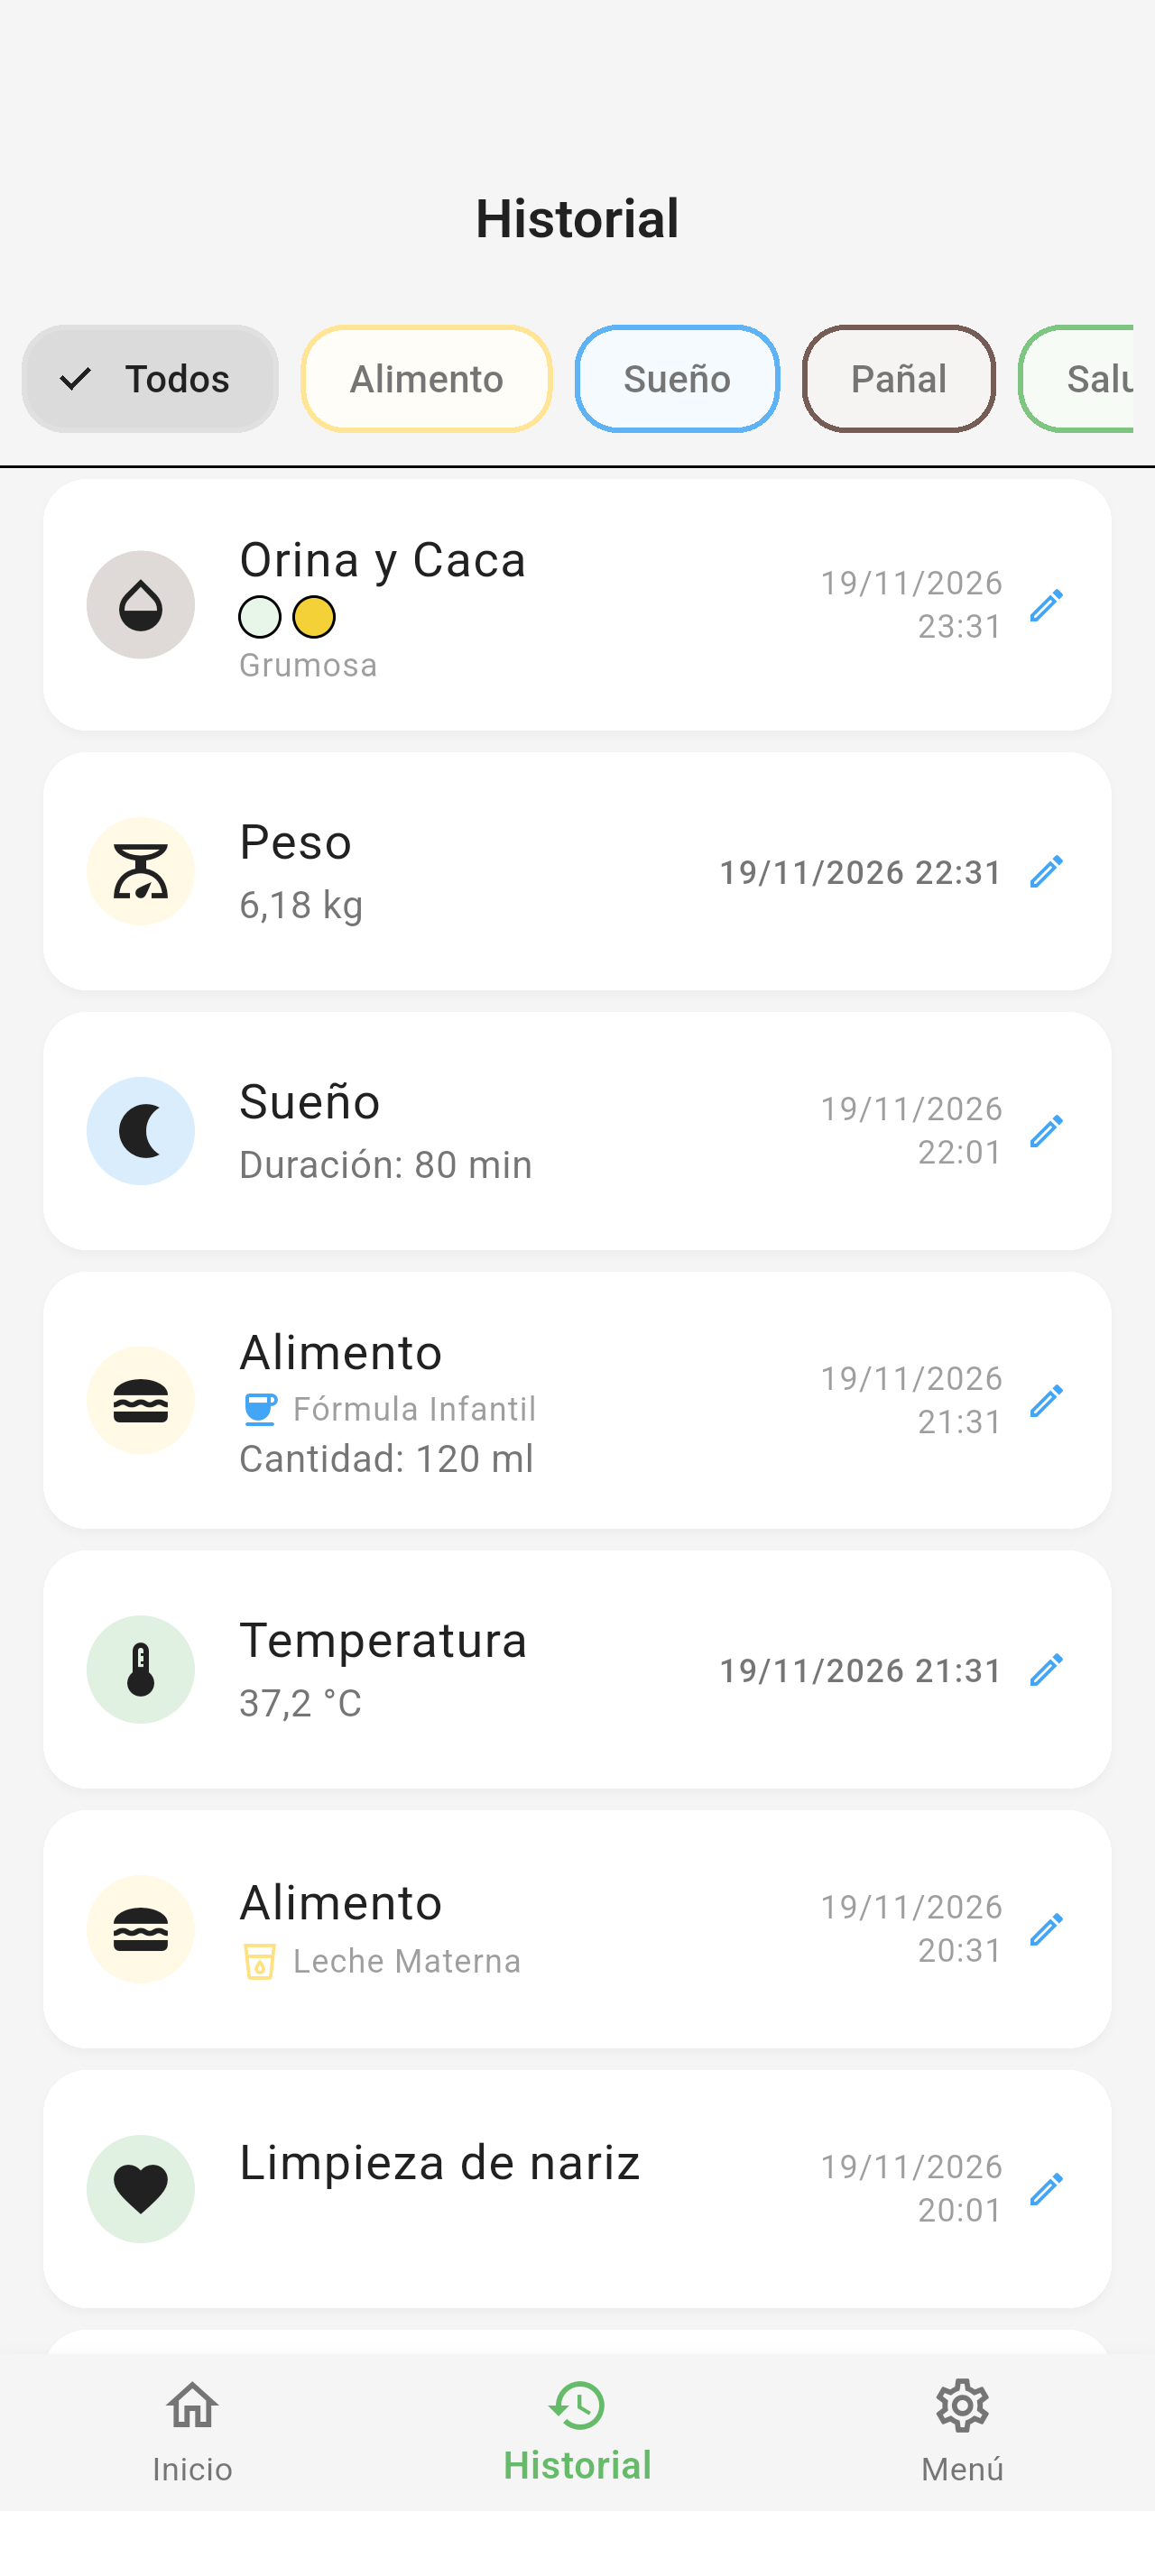 Historial
Todos
Alimento
Sueño
Pañal
Salu
Orina y Caca
Grumosa
19/11/2026
23:31
Peso
6,18 kg
19/11/2026 22:31
Sueño
Duración: 80 min
19/11/2026
22:01
Alimento
Fórmula Infantil
Cantidad: 120 ml
19/11/2026
21:31
Temperatura
37,2 °C
19/11/2026 21:31
Alimento
Leche Materna
19/11/2026
20:31
Limpieza de nariz
19/11/2026
20:01
Inicio
Historial
Menú